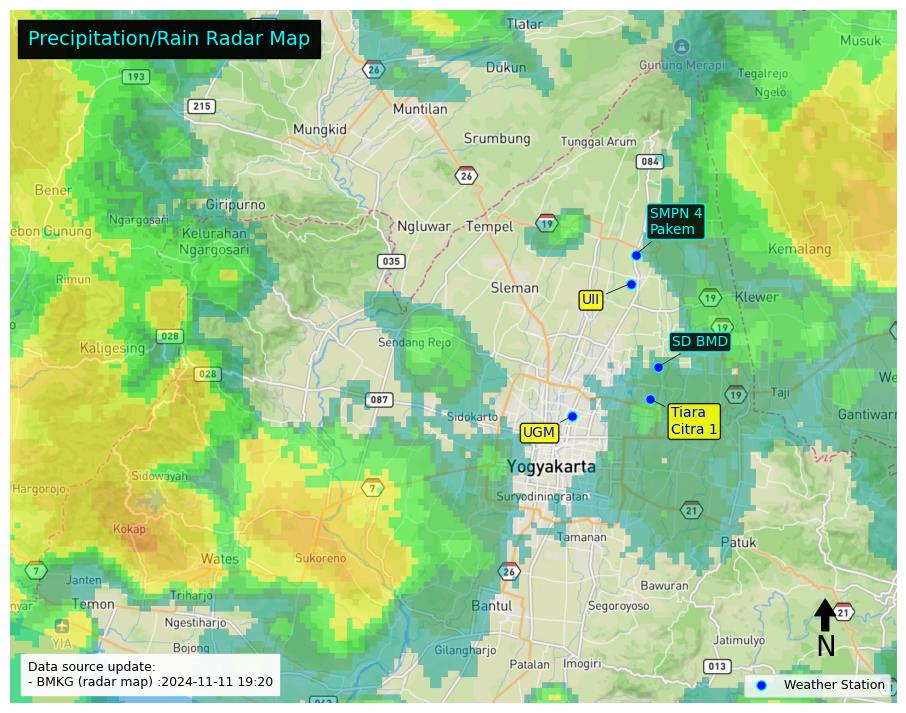 Precipitation/Rain Radar Map
Tlatar
Musuk
Gunung Merapi
26
Dukun
Tegalrejo
193
Ngelo
215
Muntilan
Mungkid
Srumbung
Tunggal Arum
084
26
Bener
Giripurno
SMPN 4
Pakem
Ngargosari
Ngluwar
Tempel
19
Kelurahan
Ngargosari
ebon Gunung
Kemalang
035
Rimun
Sleman
UII
19
Klewer
19
028
Sendang Rejo
SD BMD
Kaligesing
028
087
Taji
19
We
Tiara
Citra 1
Sidokarto
Gantiwarn
UGM
Yogyakarta
Sidowayah
Hargorojo
7
Suryodiningratan
21
Kokap
Tamanan
Patuk
Wates
Sukoreno
7
26
Janten
Bawuran
Triharjo
Temon
Bantul
Segoroyoso
21
nyar
Ngestiharjo
YIA
Bojong
Jatimulyo
N
Gilangharjo
Patalan
Imogiri
013
Data source update:
- BMKG (radar map) :2024-11-11 19:20
Weather Station